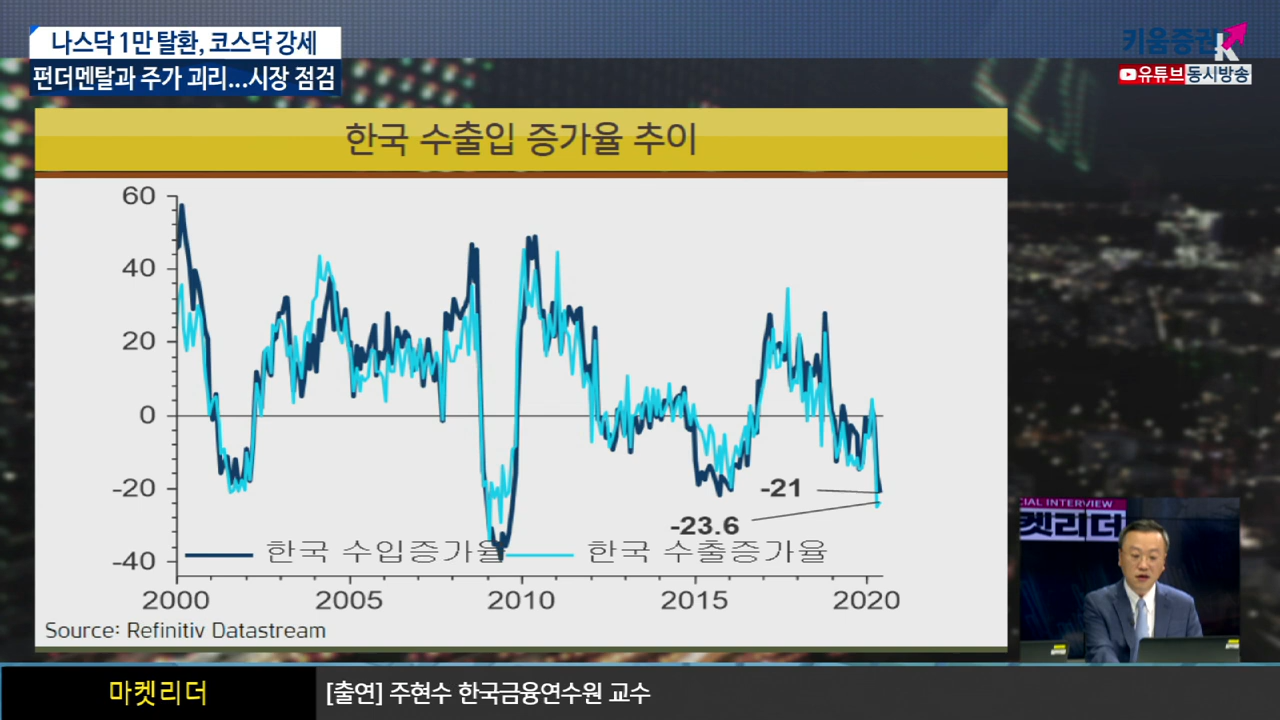 나스닥 1만 탈환, 코스닥 강세
펀더멘탈과 주가 괴리...시장 점검
키움증권K
유튜브 동시방송
한국 수출입 증가율 추이
60
40
20
0
-20
-40
-21
-23.6
한국 수입증가율
한국 수출증가율
2000 2005 2010 2015 2020
Source: Refinitiv Datastream
CIAL INTERVIEW
켓리더
마켓리더
[출연] 주현수 한국금융연수원 교수